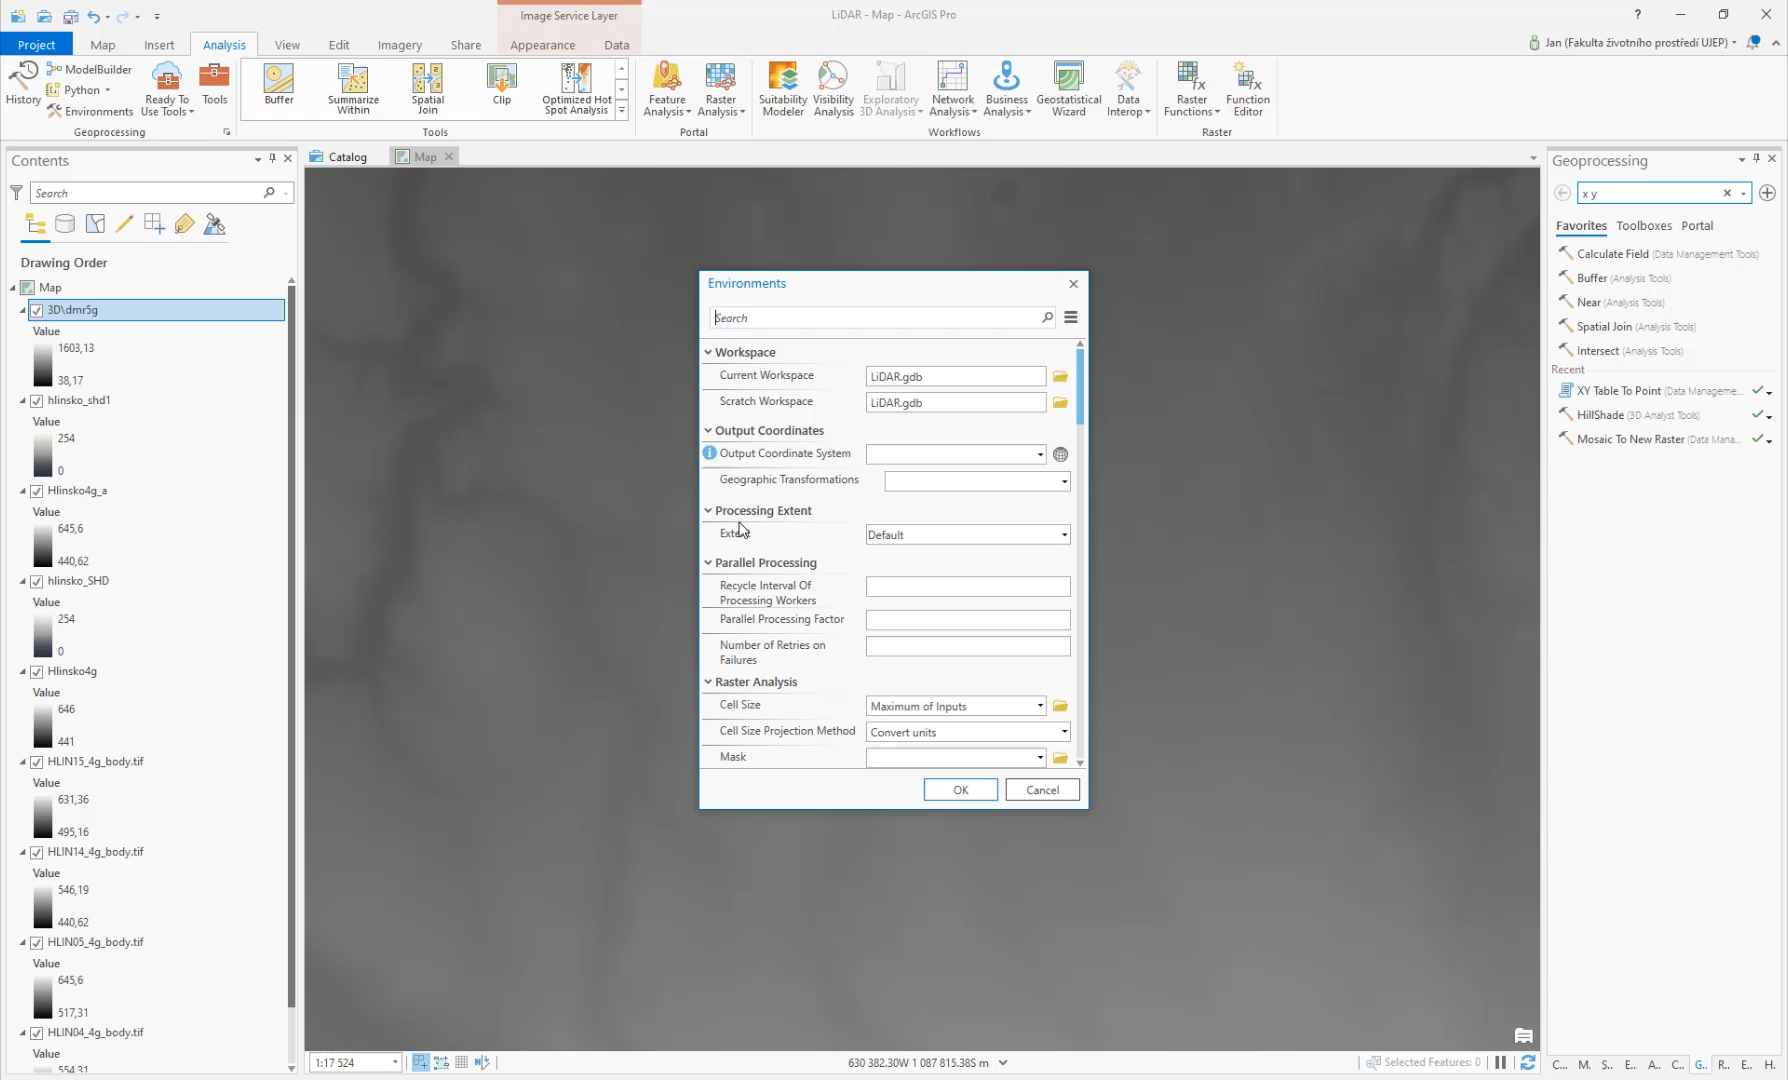 Image Service Layer
LiDAR - Map - ArcGIS Pro
?
Project
Map
Insert
Analysis
View
Edit
Imagery
Share
Appearance
Data
Jan (Fakulta životního prostředí UJEP)
History
ModelBuilder
Python
Environments
Ready To
Use Tools
Tools
Buffer
Summarize
Within
Spatial
Join
Clip
Optimized Hot
Spot Analysis
Feature
Analysis
Raster
Analysis
Suitability
Modeler
Visibility
Analysis
Exploratory
3D Analysis
Network
Analysis
Business
Analysis
Geostatistical
Wizard
Data
Interop
Raster
Functions
Function
Editor
Geoprocessing
Tools
Portal
Workflows
Raster
Contents
Search
Drawing Order
Map
3D\dmr5g
Value
1603,13
38,17
hlinsko_shd1
Value
254
0
Hlinsko4g_a
Value
645,6
440,62
hlinsko_SHD
Value
254
0
Hlinsko4g
Value
646
441
HLIN15_4g_body.tif
Value
631,36
495,16
HLIN14_4g_body.tif
Value
546,19
440,62
HLIN05_4g_body.tif
Value
645,6
517,31
HLIN04_4g_body.tif
Value
554,31
Catalog
Map
Environments
Search
Workspace
Current Workspace
LiDAR.gdb
Scratch Workspace
LiDAR.gdb
Output Coordinates
Output Coordinate System
Geographic Transformations
Processing Extent
Extent
Default
Parallel Processing
Recycle Interval Of
Processing Workers
Parallel Processing Factor
Number of Retries on
Failures
Raster Analysis
Cell Size
Maximum of Inputs
Cell Size Projection Method
Convert units
Mask
OK
Cancel
1:17 524
630 382.30W 1 087 815.38S m
Selected Features: 0
Geoprocessing
x y
Favorites
Toolboxes
Portal
Calculate Field (Data Management Tools)
Buffer (Analysis Tools)
Near (Analysis Tools)
Spatial Join (Analysis Tools)
Intersect (Analysis Tools)
Recent
XY Table To Point (Data Manageme...
HillShade (3D Analyst Tools)
Mosaic To New Raster (Data Mana...
C... M. S.. E.. A.. C.. G.. R.. E.. H.